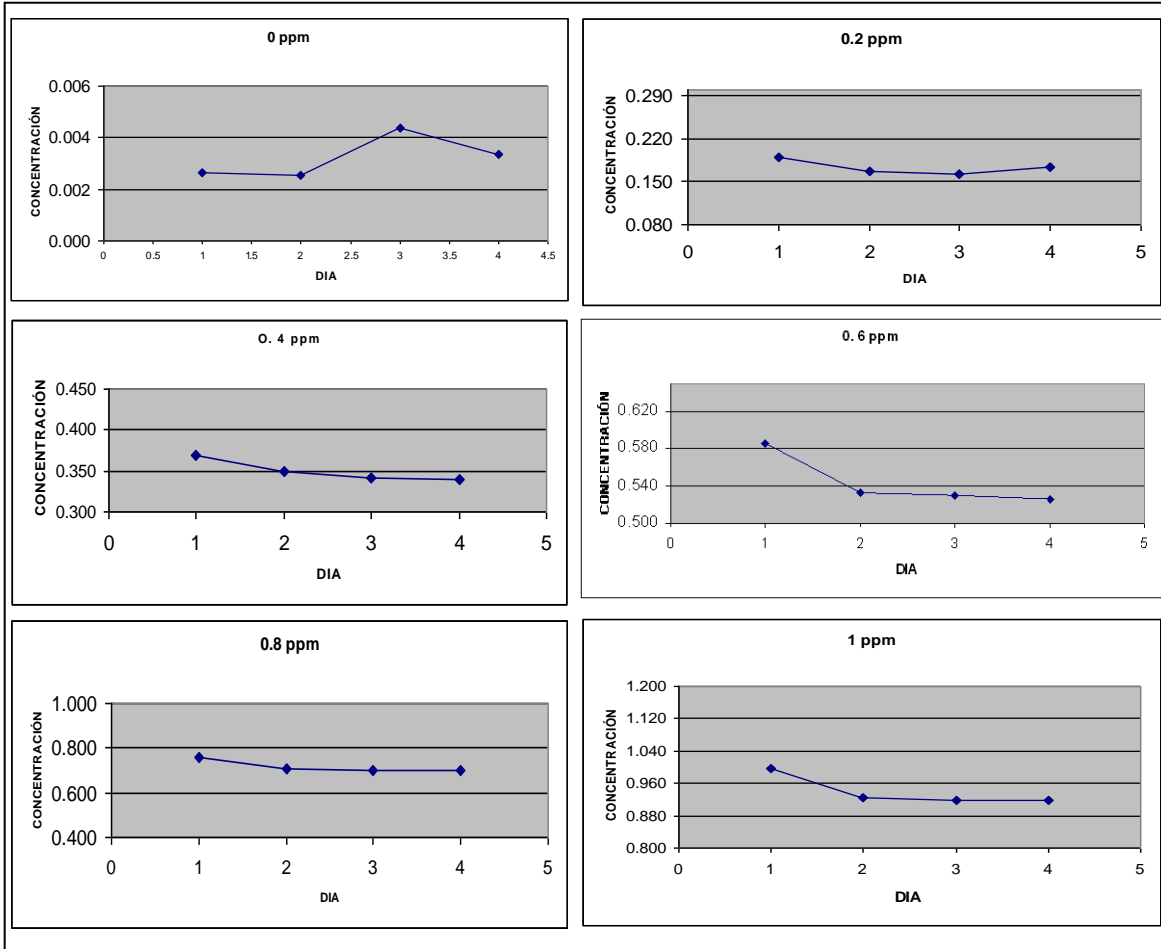 0 ppm
CONCENTRACIÓN
0.006
0.004
0.002
0.000
0 0.5 1 1.5 2 2.5 3 3.5 4 4.5
DIA
0.2 ppm
CONCENTRACIÓN
0.290
0.220
0.150
0.080
0 1 2 3 4 5
DIA
O. 4 ppm
CONCENTRACIÓN
0.450
0.400
0.350
0.300
0 1 2 3 4 5
DIA
0. 6 ppm
CONCENTRACIÓN
0.620
0.580
0.540
0.500
0 1 2 3 4 5
DIA
0.8 ppm
CONCENTRACIÓN
1.000
0.800
0.600
0.400
0 1 2 3 4 5
DIA
1 ppm
CONCENTRACIÓN
1.200
1.120
1.040
0.960
0.880
0.800
0 1 2 3 4 5
DIA